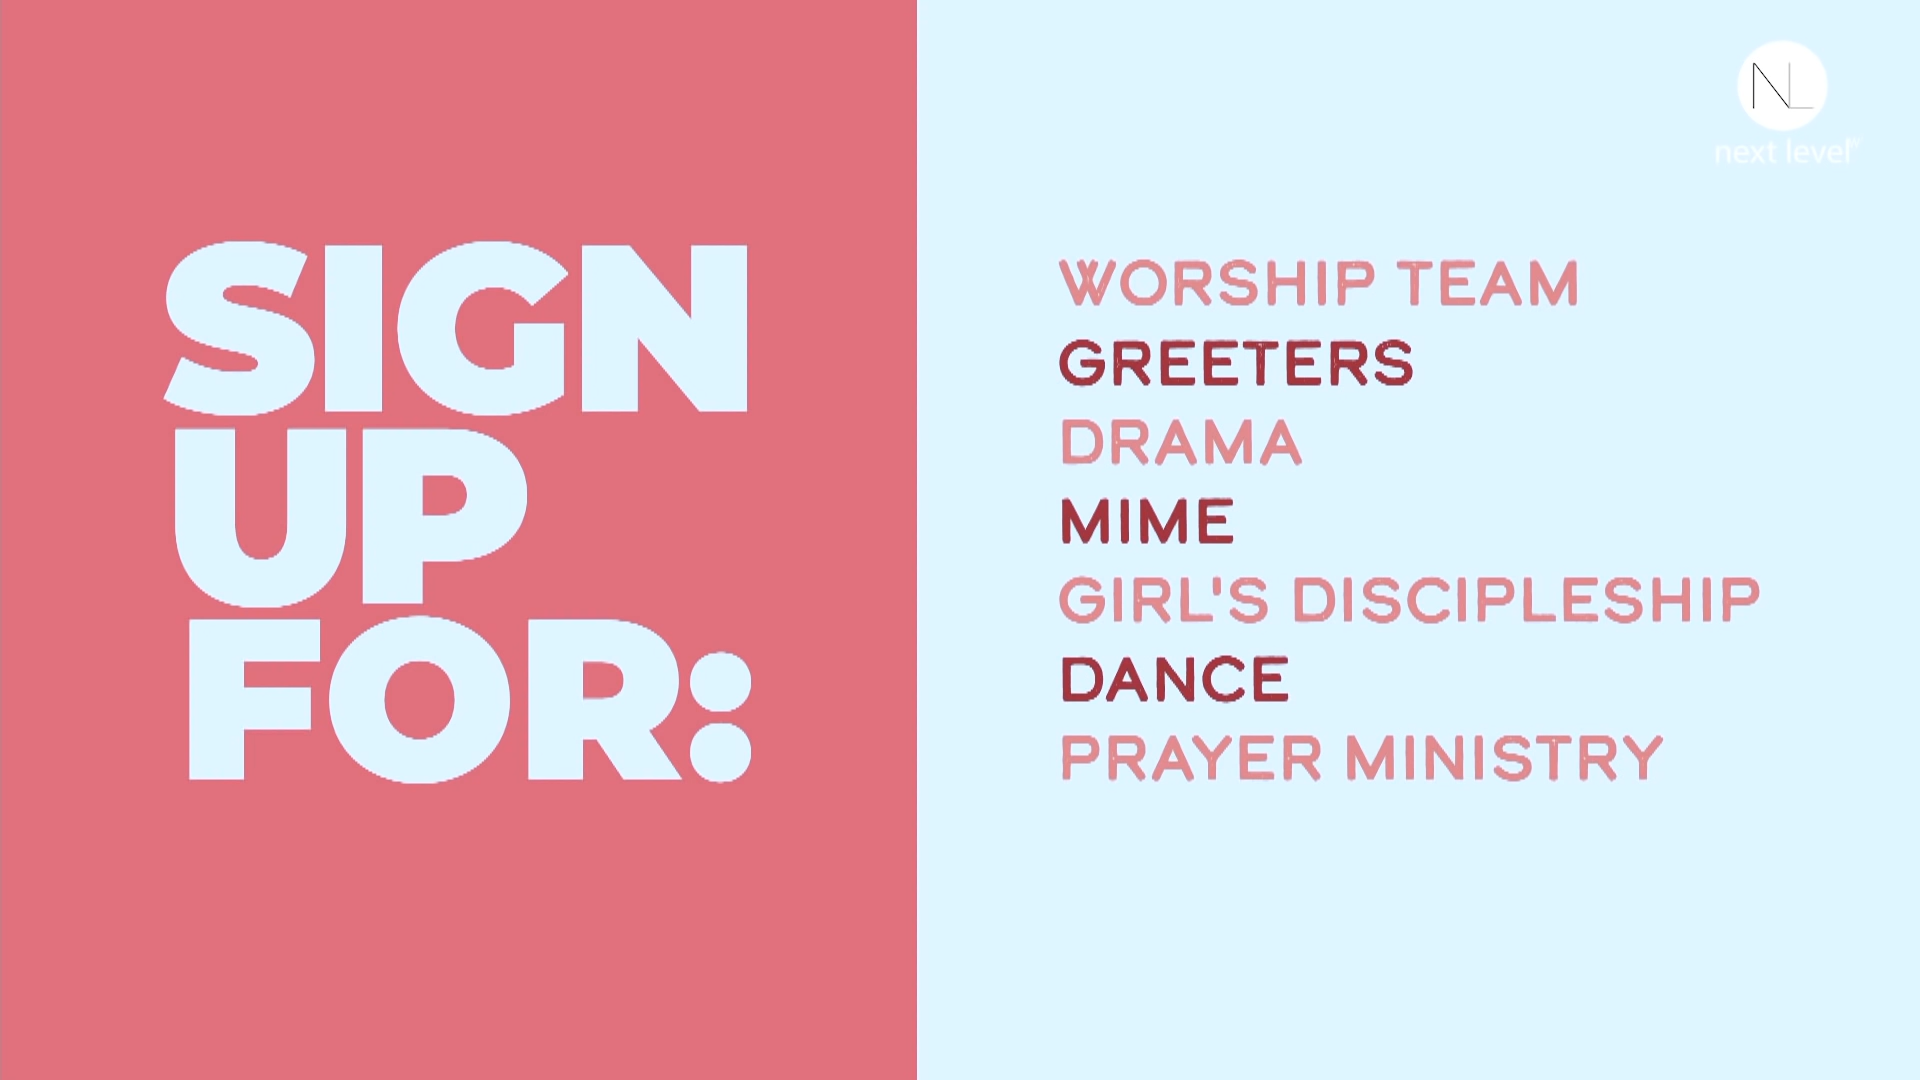 SIGN
UP
FOR:
NL
next level
WORSHIP TEAM
GREETERS
DRAMA
MIME
GIRL'S DISCIPLESHIP
DANCE
PRAYER MINISTRY